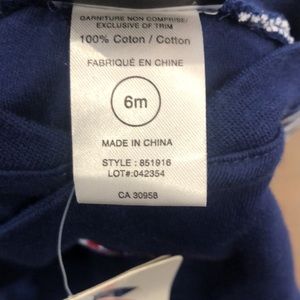 GARNITURE NON COMPRISE/
EXCLUSIVE OF TRIM
100% Coton / Cotton
FABRIQUÉ EN CHINE
6m
MADE IN CHINA
STYLE : 851916
LOT#:042354
CA 30958